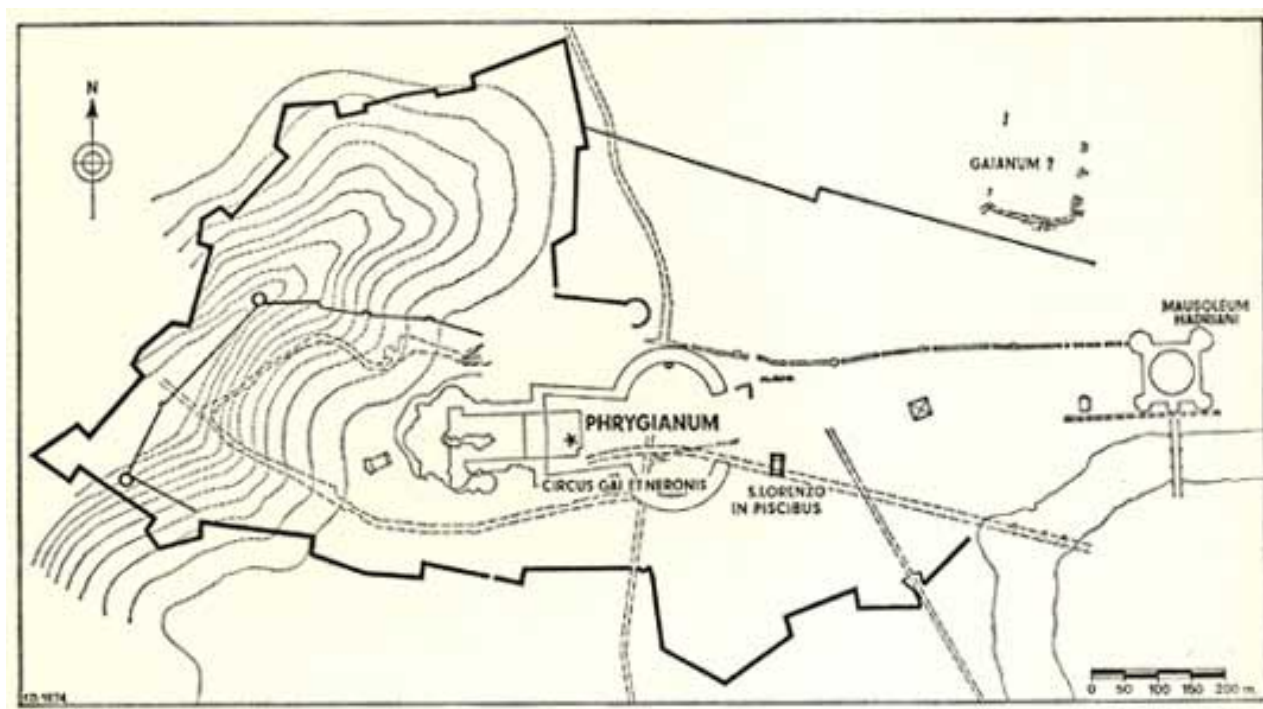 N
GAIANUM ?
MAUSOLEUM
HADRIANI
PHRYGIANUM
CIRCUS GAI ET NERONIS
S. LORENZO
IN PISCIBUS
0 50 100 150 200 m.